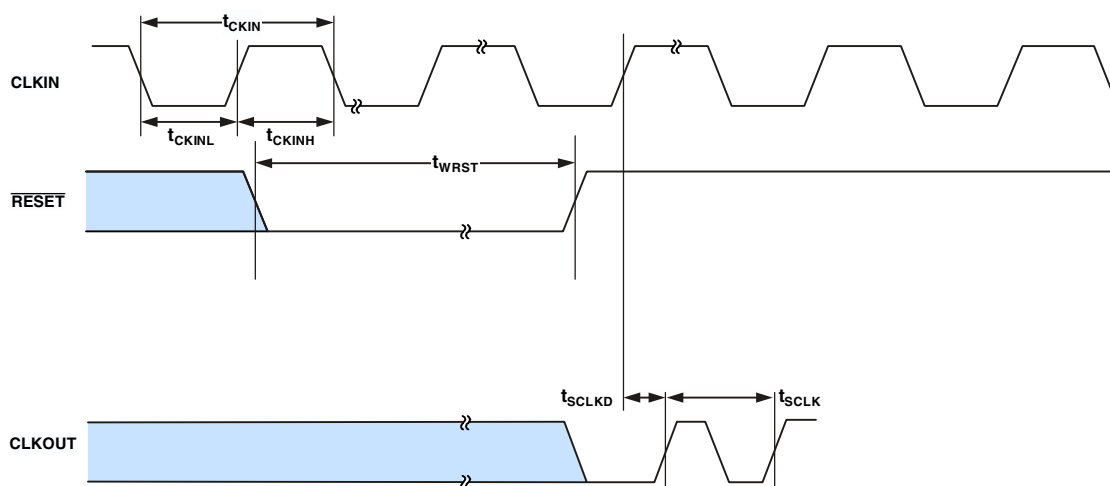 tCKIN
CLKIN
tCKINL
tCKINH
tWRST
RESET
tSCLKD
tSCLK
CLKOUT